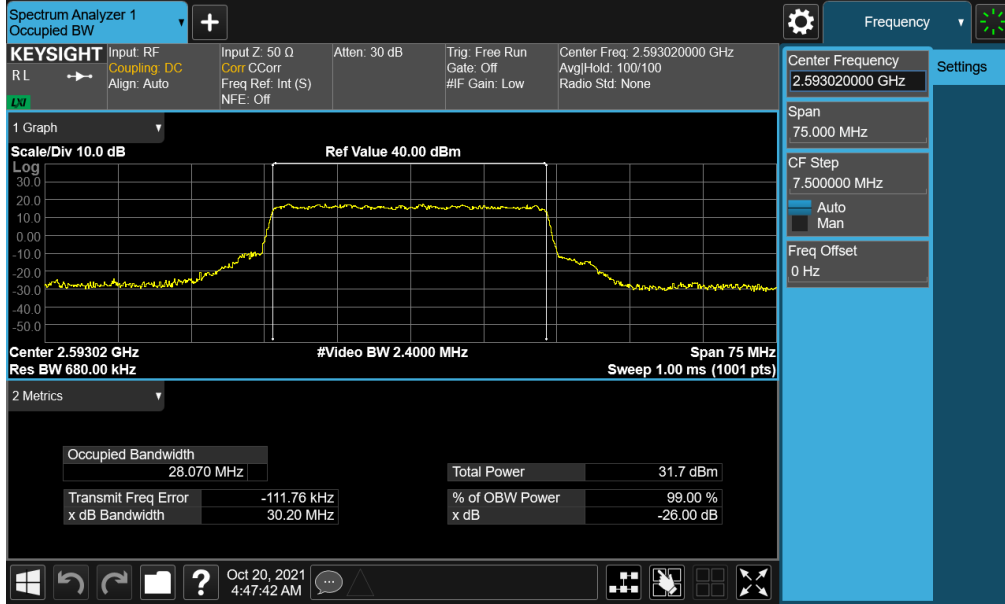 Spectrum Analyzer 1
Occupied BW
Frequency
KEYSIGHT
R L
LXI
Input: RF
Coupling: DC
Align: Auto
Input Z: 50 Ω
Corr CCorr
Freq Ref: Int (S)
NFE: Off
Atten: 30 dB
Trig: Free Run
Gate: Off
#IF Gain: Low
Center Freq: 2.593020000 GHz
Avg|Hold: 100/100
Radio Std: None
Center Frequency
2.593020000 GHz
Settings
Span
75.000 MHz
CF Step
7.500000 MHz
Auto
Man
Freq Offset
0 Hz
1 Graph
Scale/Div 10.0 dB
Ref Value 40.00 dBm
Log
30.0
20.0
10.0
0.00
-10.0
-20.0
-30.0
-40.0
-50.0
Center 2.59302 GHz
#Video BW 2.4000 MHz
Span 75 MHz
Res BW 680.00 kHz
Sweep 1.00 ms (1001 pts)
2 Metrics
Occupied Bandwidth
28.070 MHz
Total Power 31.7 dBm
Transmit Freq Error -111.76 kHz
% of OBW Power 99.00 %
x dB Bandwidth 30.20 MHz
x dB -26.00 dB
?
Oct 20, 2021
4:47:42 AM